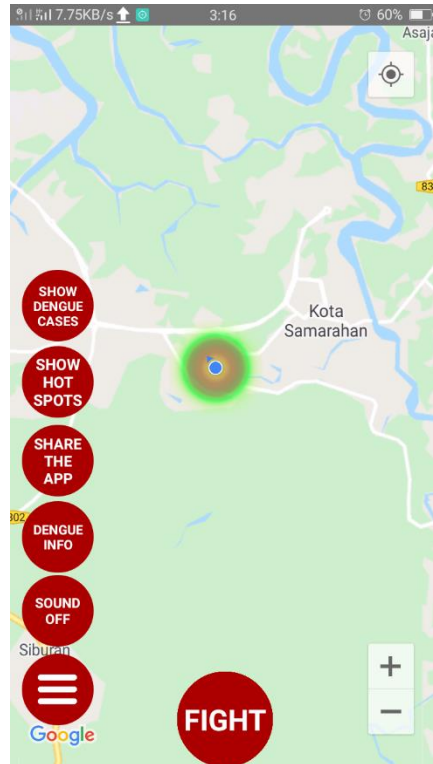 7.75KB/s 3:16 60%
Asaja
83
SHOW
DENGUE
CASES
Kota
Samarahan
SHOW
HOT
SPOTS
SHARE
THE
APP
302
DENGUE
INFO
SOUND
OFF
Siburan
+
−
FIGHT
Google